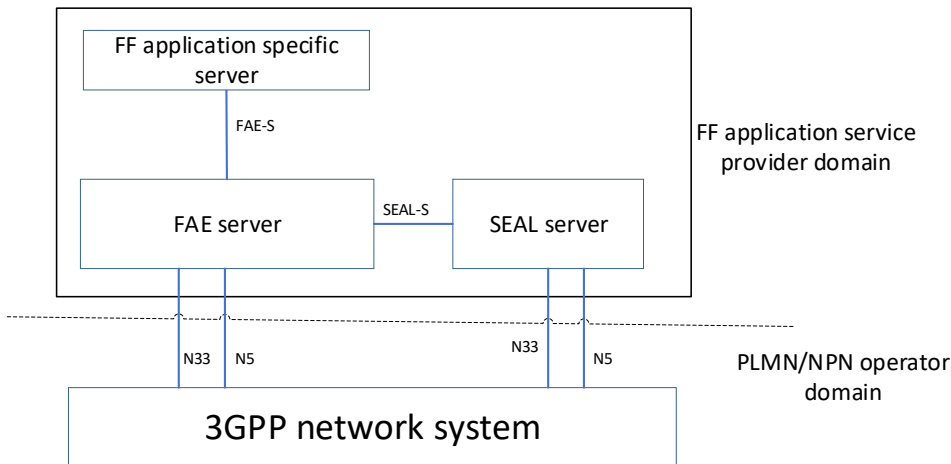 FF application specific
server
FAE-S
FF application service
provider domain
FAE server
SEAL-S
SEAL server
N33
N5
N33
N5
PLMN/NPN operator
domain
3GPP network system